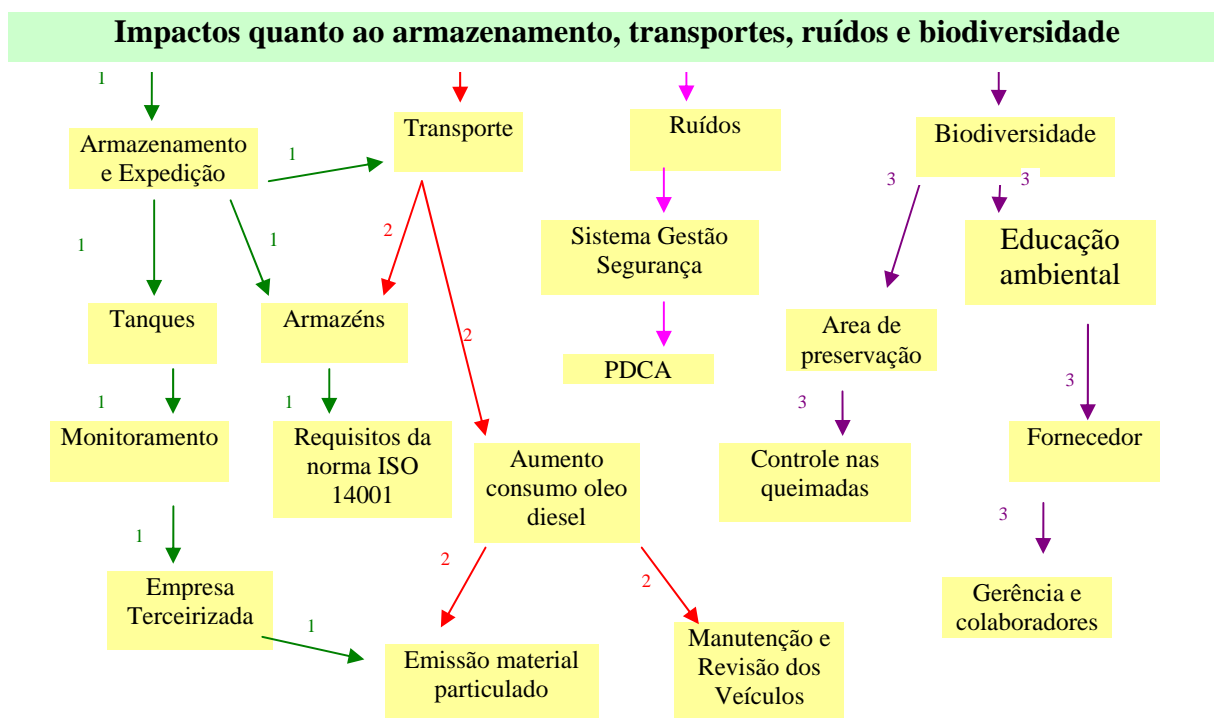 Impactos quanto ao armazenamento, transportes, ruídos e biodiversidade
1
Armazenamento
e Expedição
1
Transporte
Ruídos
Biodiversidade
3
3
1
1
2
Sistema Gestão
Segurança
Educação
ambiental
Tanques
Armazéns
2
PDCA
Area de
preservação
1
1
3
3
Monitoramento
Requisitos da
norma ISO
14001
Aumento
consumo oleo
diesel
Controle nas
queimadas
Fornecedor
1
2
2
3
Empresa
Terceirizada
1
Emissão material
particulado
Manutenção e
Revisão dos
Veículos
Gerência e
colaboradores